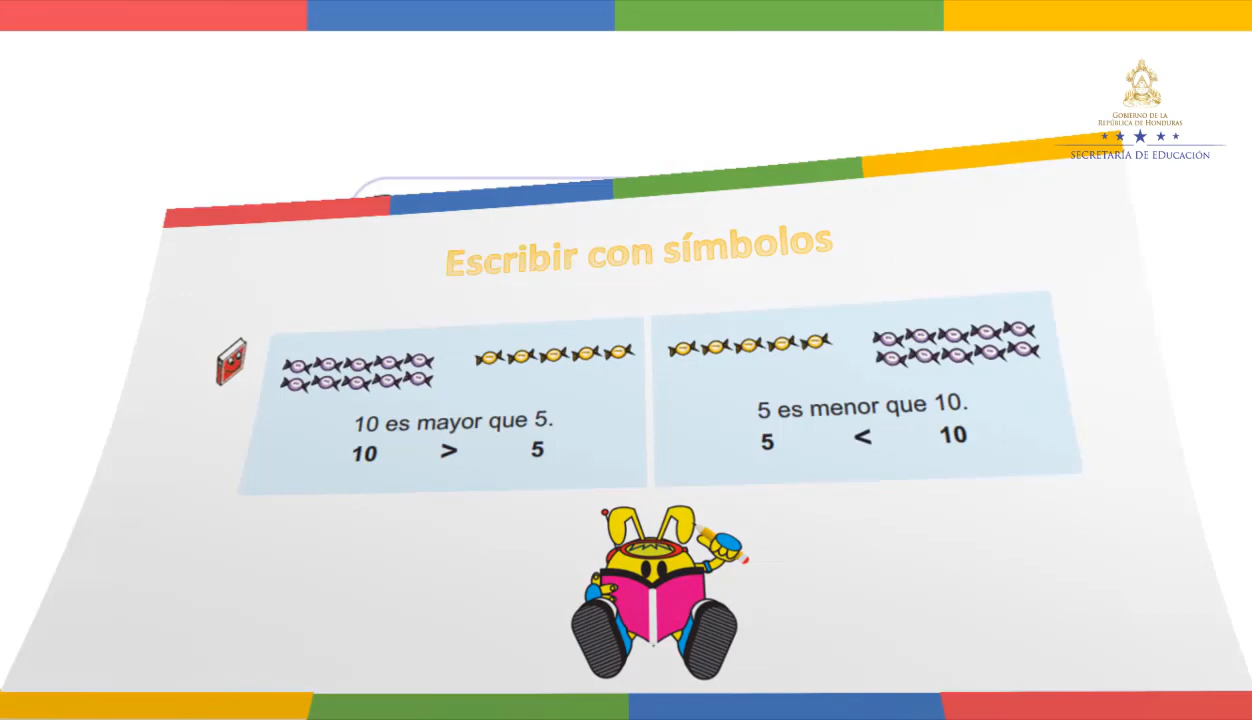 GOBIERNO DE LA
REPÚBLICA DE HONDURAS
SECRETARÍA DE EDUCACIÓN
Escribir con símbolos
10 es mayor que 5.
10 > 5
5 es menor que 10.
5 < 10